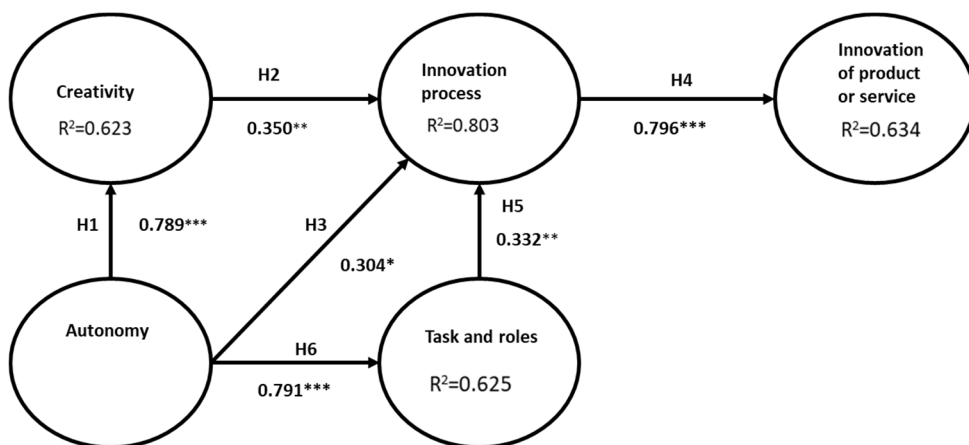 Creativity
R²=0.623
H2
0.350**
Innovation
process
R²=0.803
H4
0.796***
Innovation
of product
or service
R²=0.634
H1
0.789***
H3
0.304*
H5
0.332**
Autonomy
H6
0.791***
Task and roles
R²=0.625